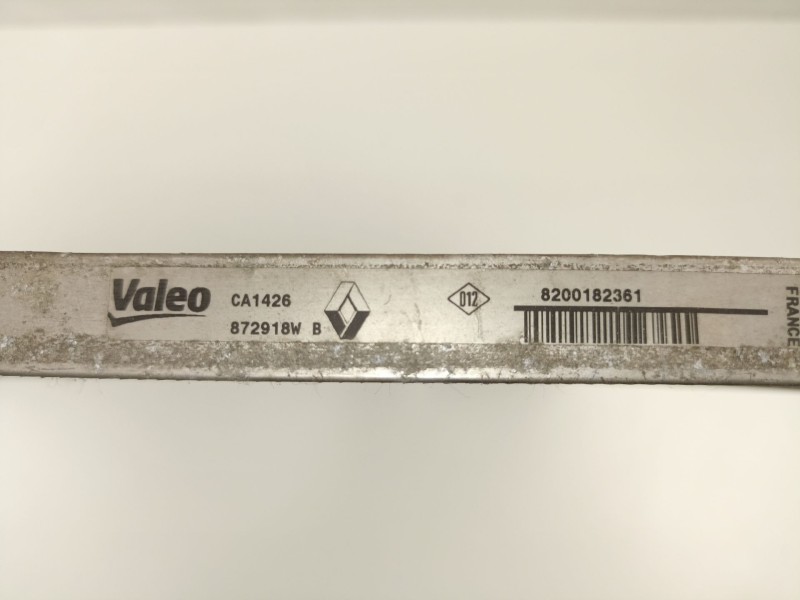 Valeo
CA1426
872918W B
012
8200182361
FRANCE